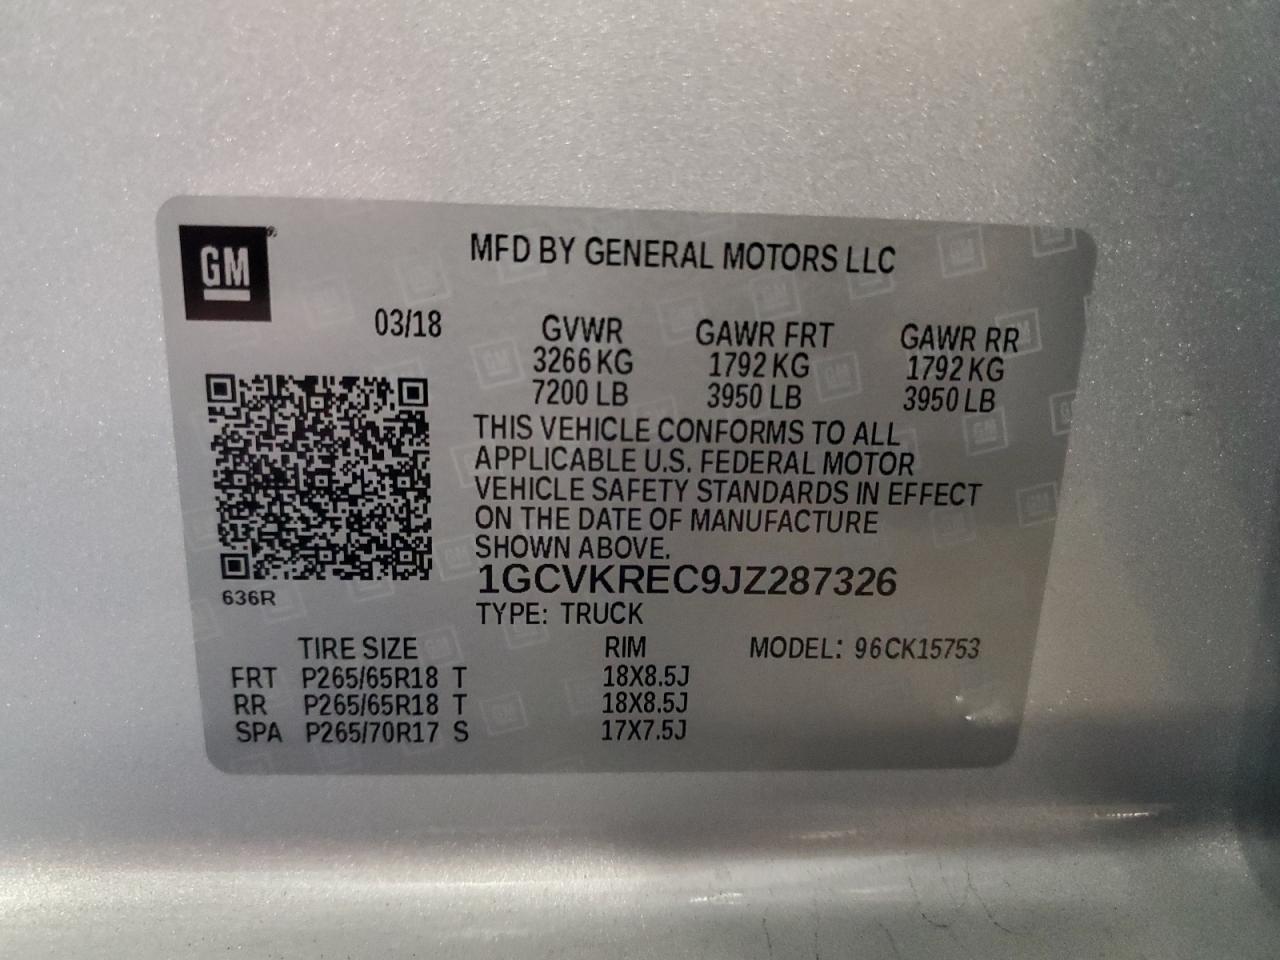 GM®
MFD BY GENERAL MOTORS LLC
03/18 GVWR GAWR FRT GAWR RR
3266 KG 1792 KG 1792 KG
7200 LB 3950 LB 3950 LB
THIS VEHICLE CONFORMS TO ALL
APPLICABLE U.S. FEDERAL MOTOR
VEHICLE SAFETY STANDARDS IN EFFECT
ON THE DATE OF MANUFACTURE
SHOWN ABOVE.
1GCVKREC9JZ287326
636R
TYPE: TRUCK
TIRE SIZE RIM MODEL: 96CK15753
FRT P265/65R18 T 18X8.5J
RR P265/65R18 T 18X8.5J
SPA P265/70R17 S 17X7.5J